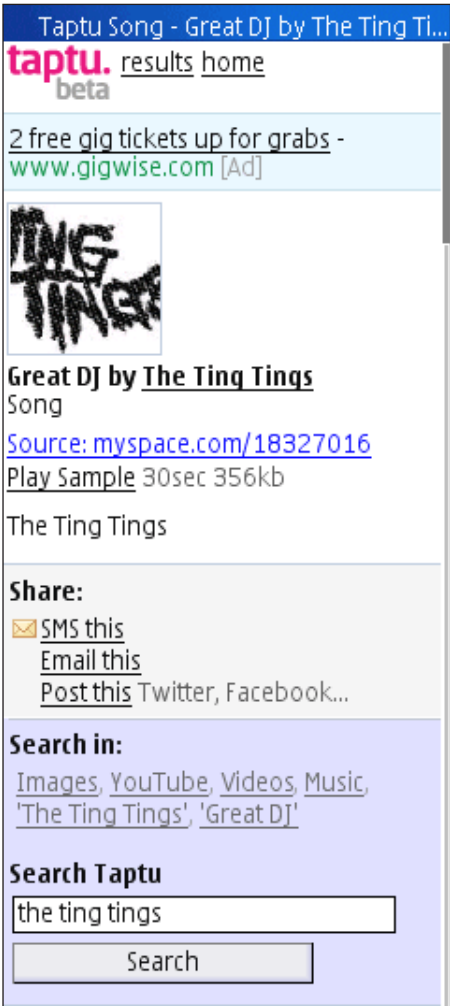 Taptu Song - Great DJ by The Ting Ti...
taptu. results home
beta
2 free gig tickets up for grabs -
www.gigwise.com [Ad]
TING
TINGS
Great DJ by The Ting Tings
Song
Source: myspace.com/18327016
Play Sample 30sec 356kb
The Ting Tings
Share:
SMS this
Email this
Post this Twitter, Facebook...
Search in:
Images, YouTube, Videos, Music,
'The Ting Tings', 'Great DJ'
Search Taptu
the ting tings
Search